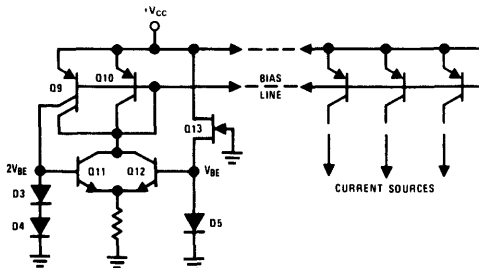 +VCC
Q9
Q10
BIAS
LINE
Q13
2VBE
Q11
Q12
VBE
CURRENT SOURCES
D3
D4
D5